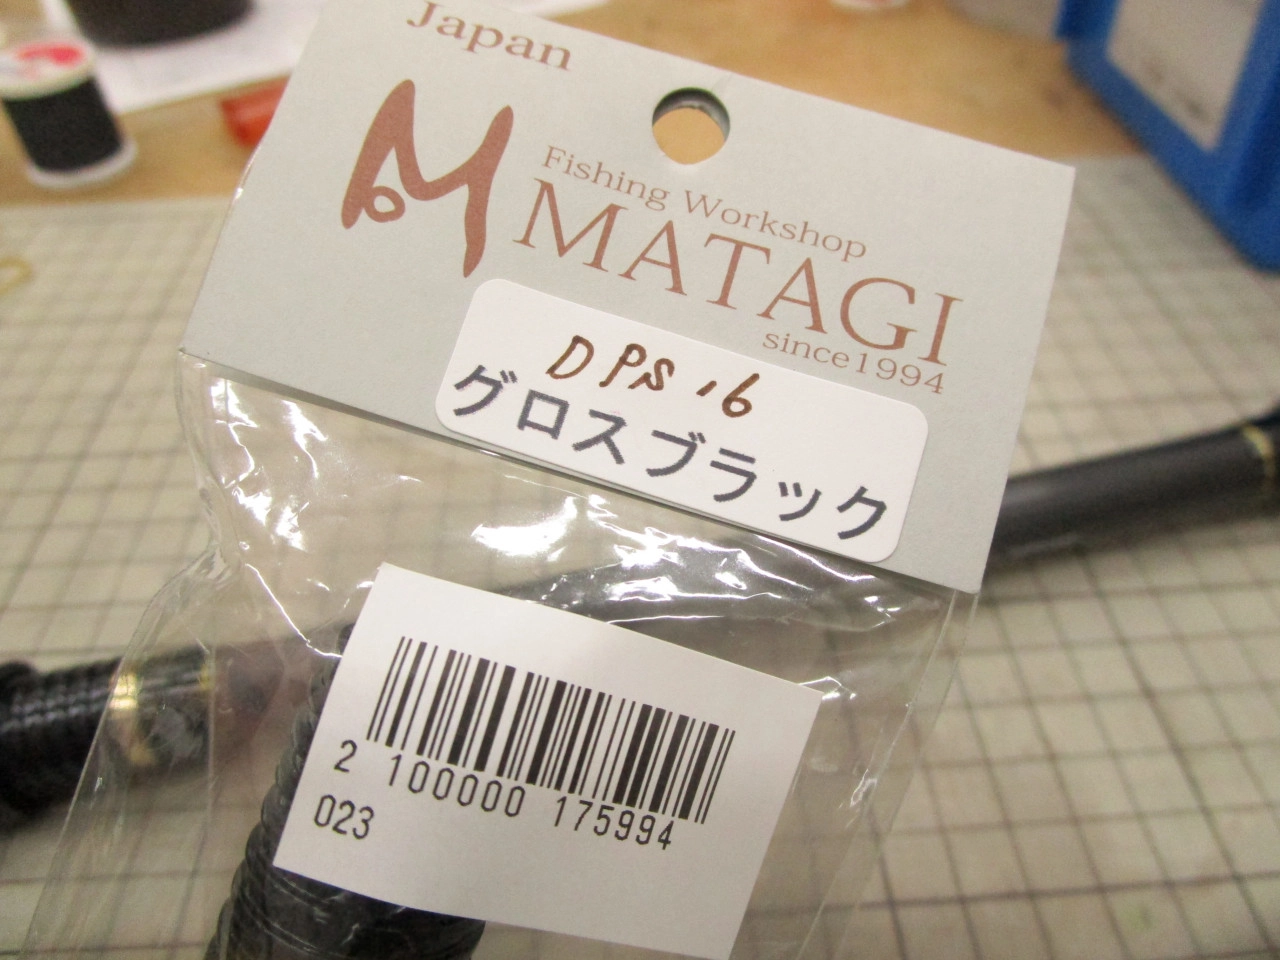 Japan
Fishing Workshop
MATAGI
since1994
DPS 16
グロスブラック
2 100000 175994
023